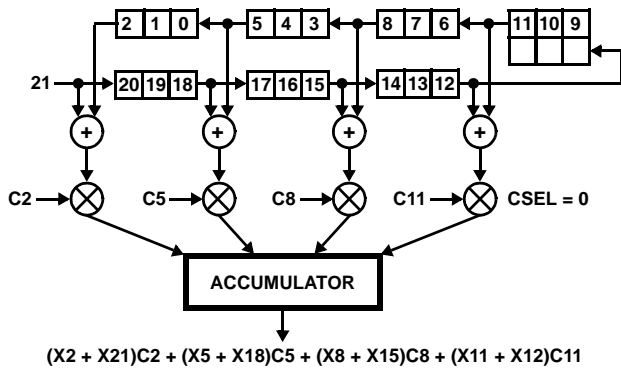 2 1 0 5 4 3 8 7 6 11 10 9
21 20 19 18 17 16 15 14 13 12
+ + + +
C2 C5 C8 C11 CSEL = 0
ACCUMULATOR
(X2 + X21)C2 + (X5 + X18)C5 + (X8 + X15)C8 + (X11 + X12)C11